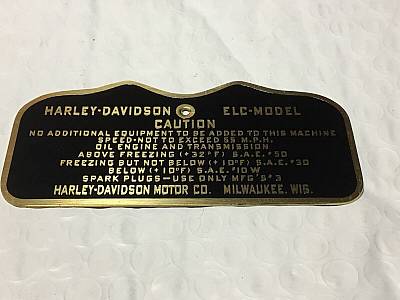 HARLEY-DAVIDSON ELC-MODEL
CAUTION
NO ADDITIONAL EQUIPMENT TO BE ADDED TO THIS MACHINE
SPEED-NOT TO EXCEED 55 M.P.H.
OIL ENGINE AND TRANSMISSION
ABOVE FREEZING (+32°F) S.A.E. #50
FREEZING BUT NOT BELOW (+10°F) S.A.E. #30
BELOW (+10°F) S.A.E. #10 W
SPARK PLUGS-USE ONLY MFG'S #3
HARLEY-DAVIDSON MOTOR CO. MILWAUKEE, WIS.